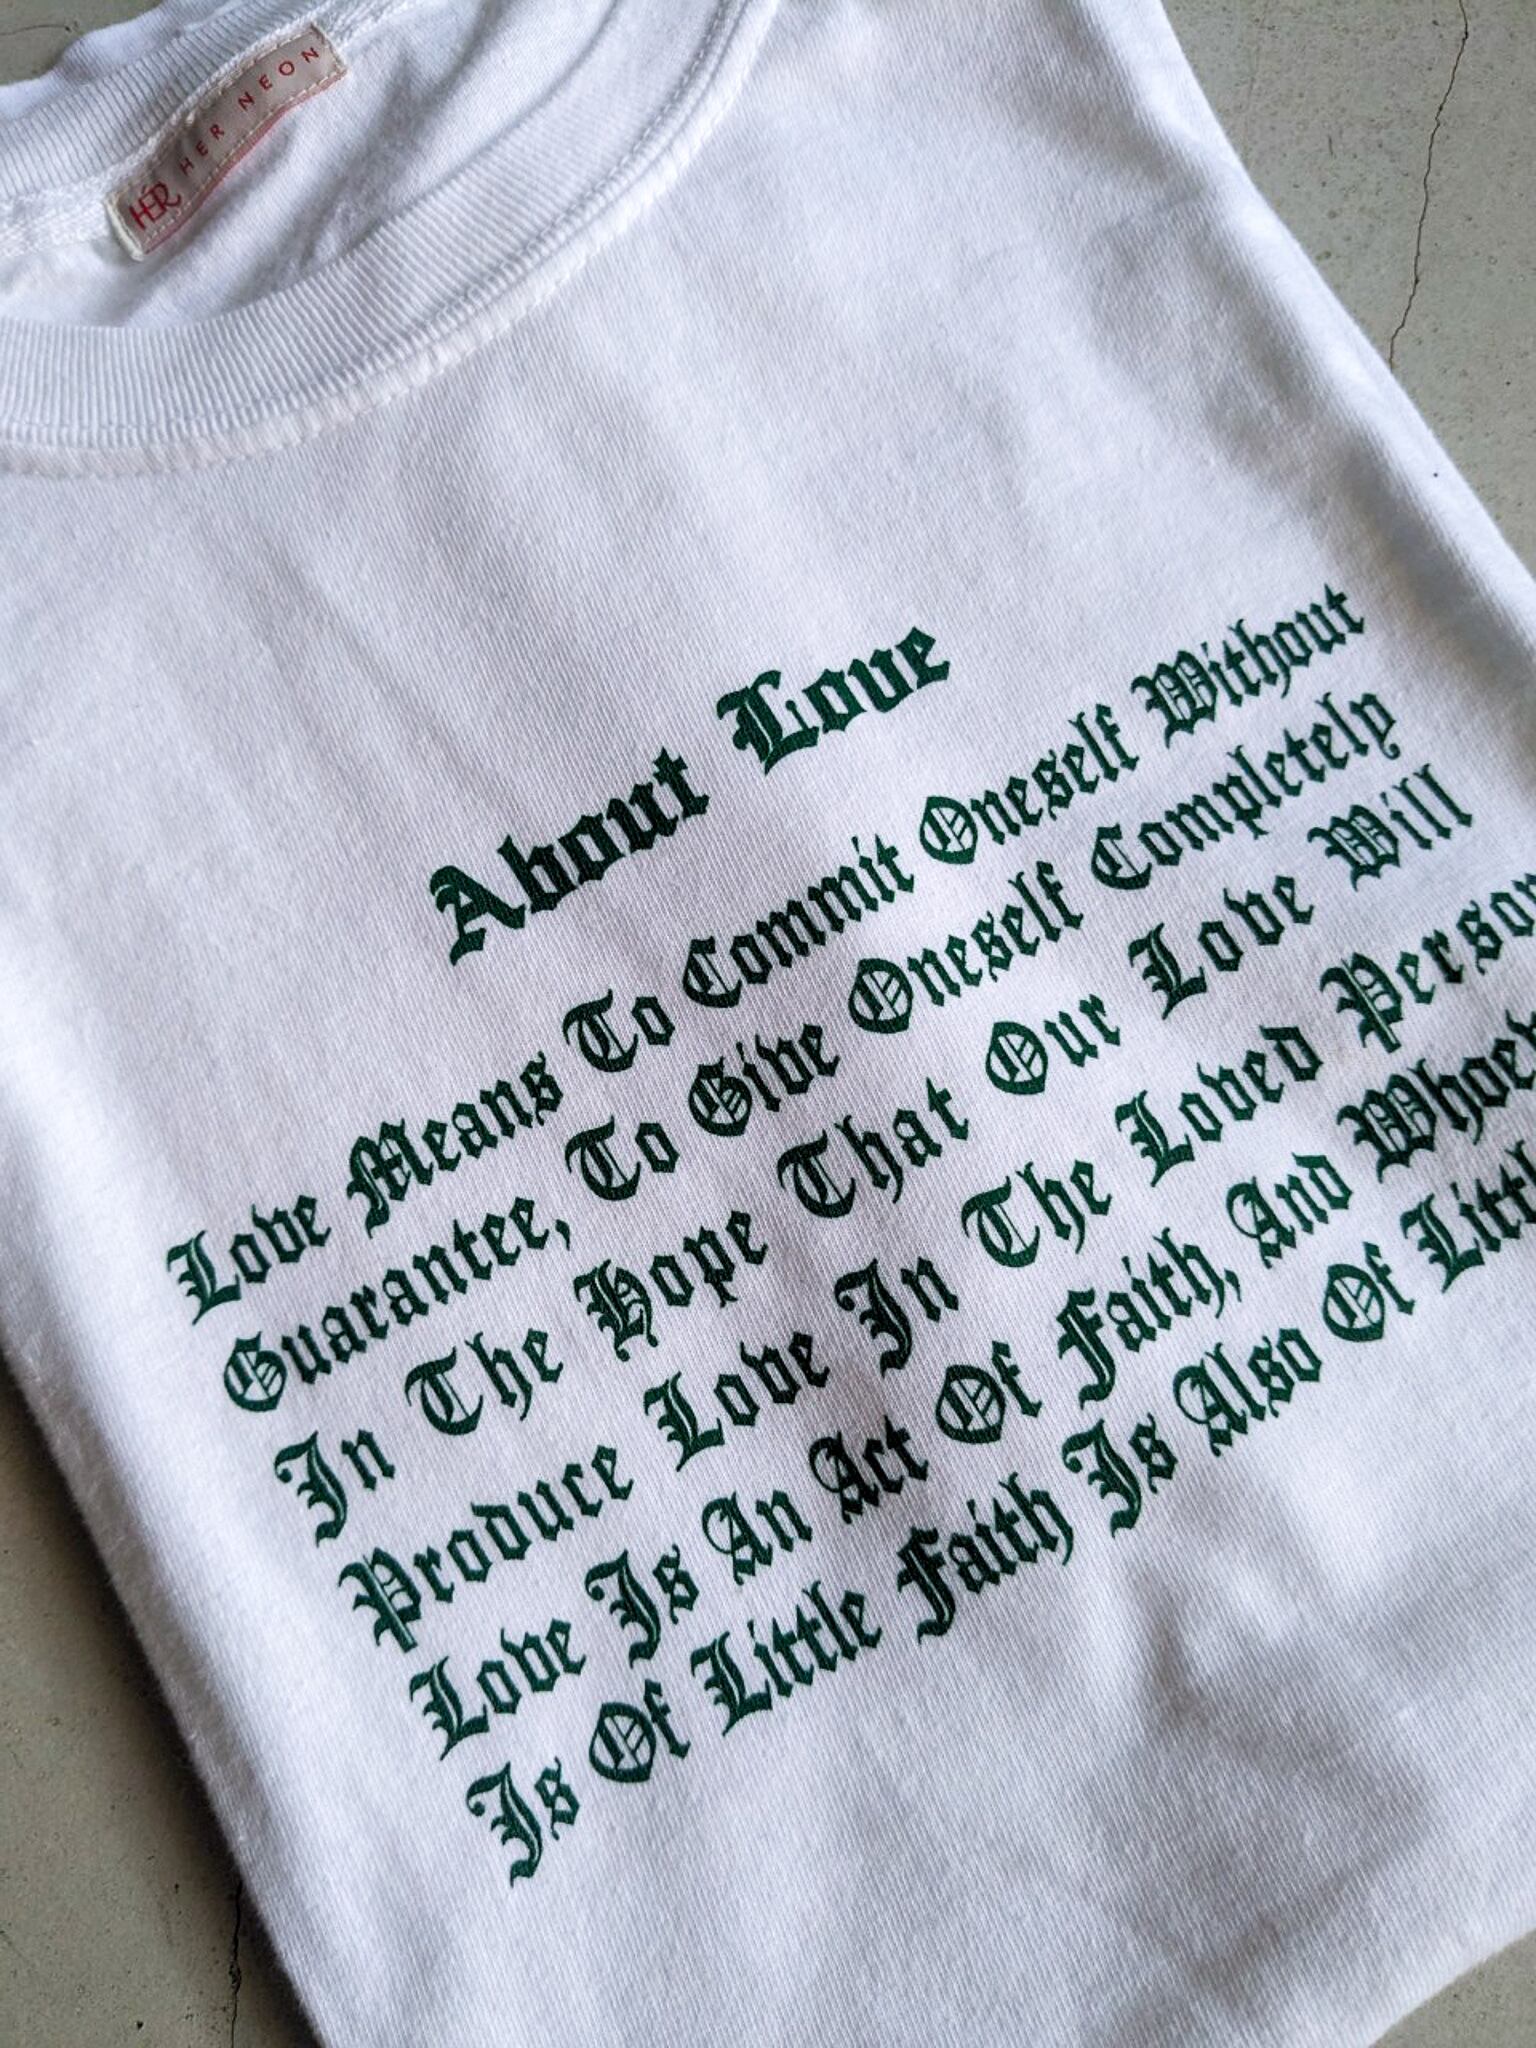 HER HER NEON
About Love
Love Means To Commit Oneself Without
Guarantee, To Give Oneself Completely
In The Hope That Our Love Will
Produce Love In The Loved
Love Is An Act Of Faith, And
Is Of Little Faith Is Also Of